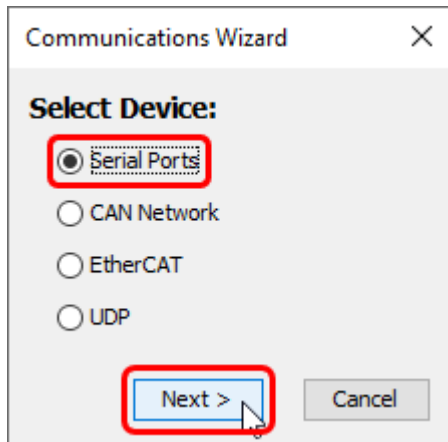 Communications Wizard
Select Device:
Serial Ports
CAN Network
EtherCAT
UDP
Next >
Cancel